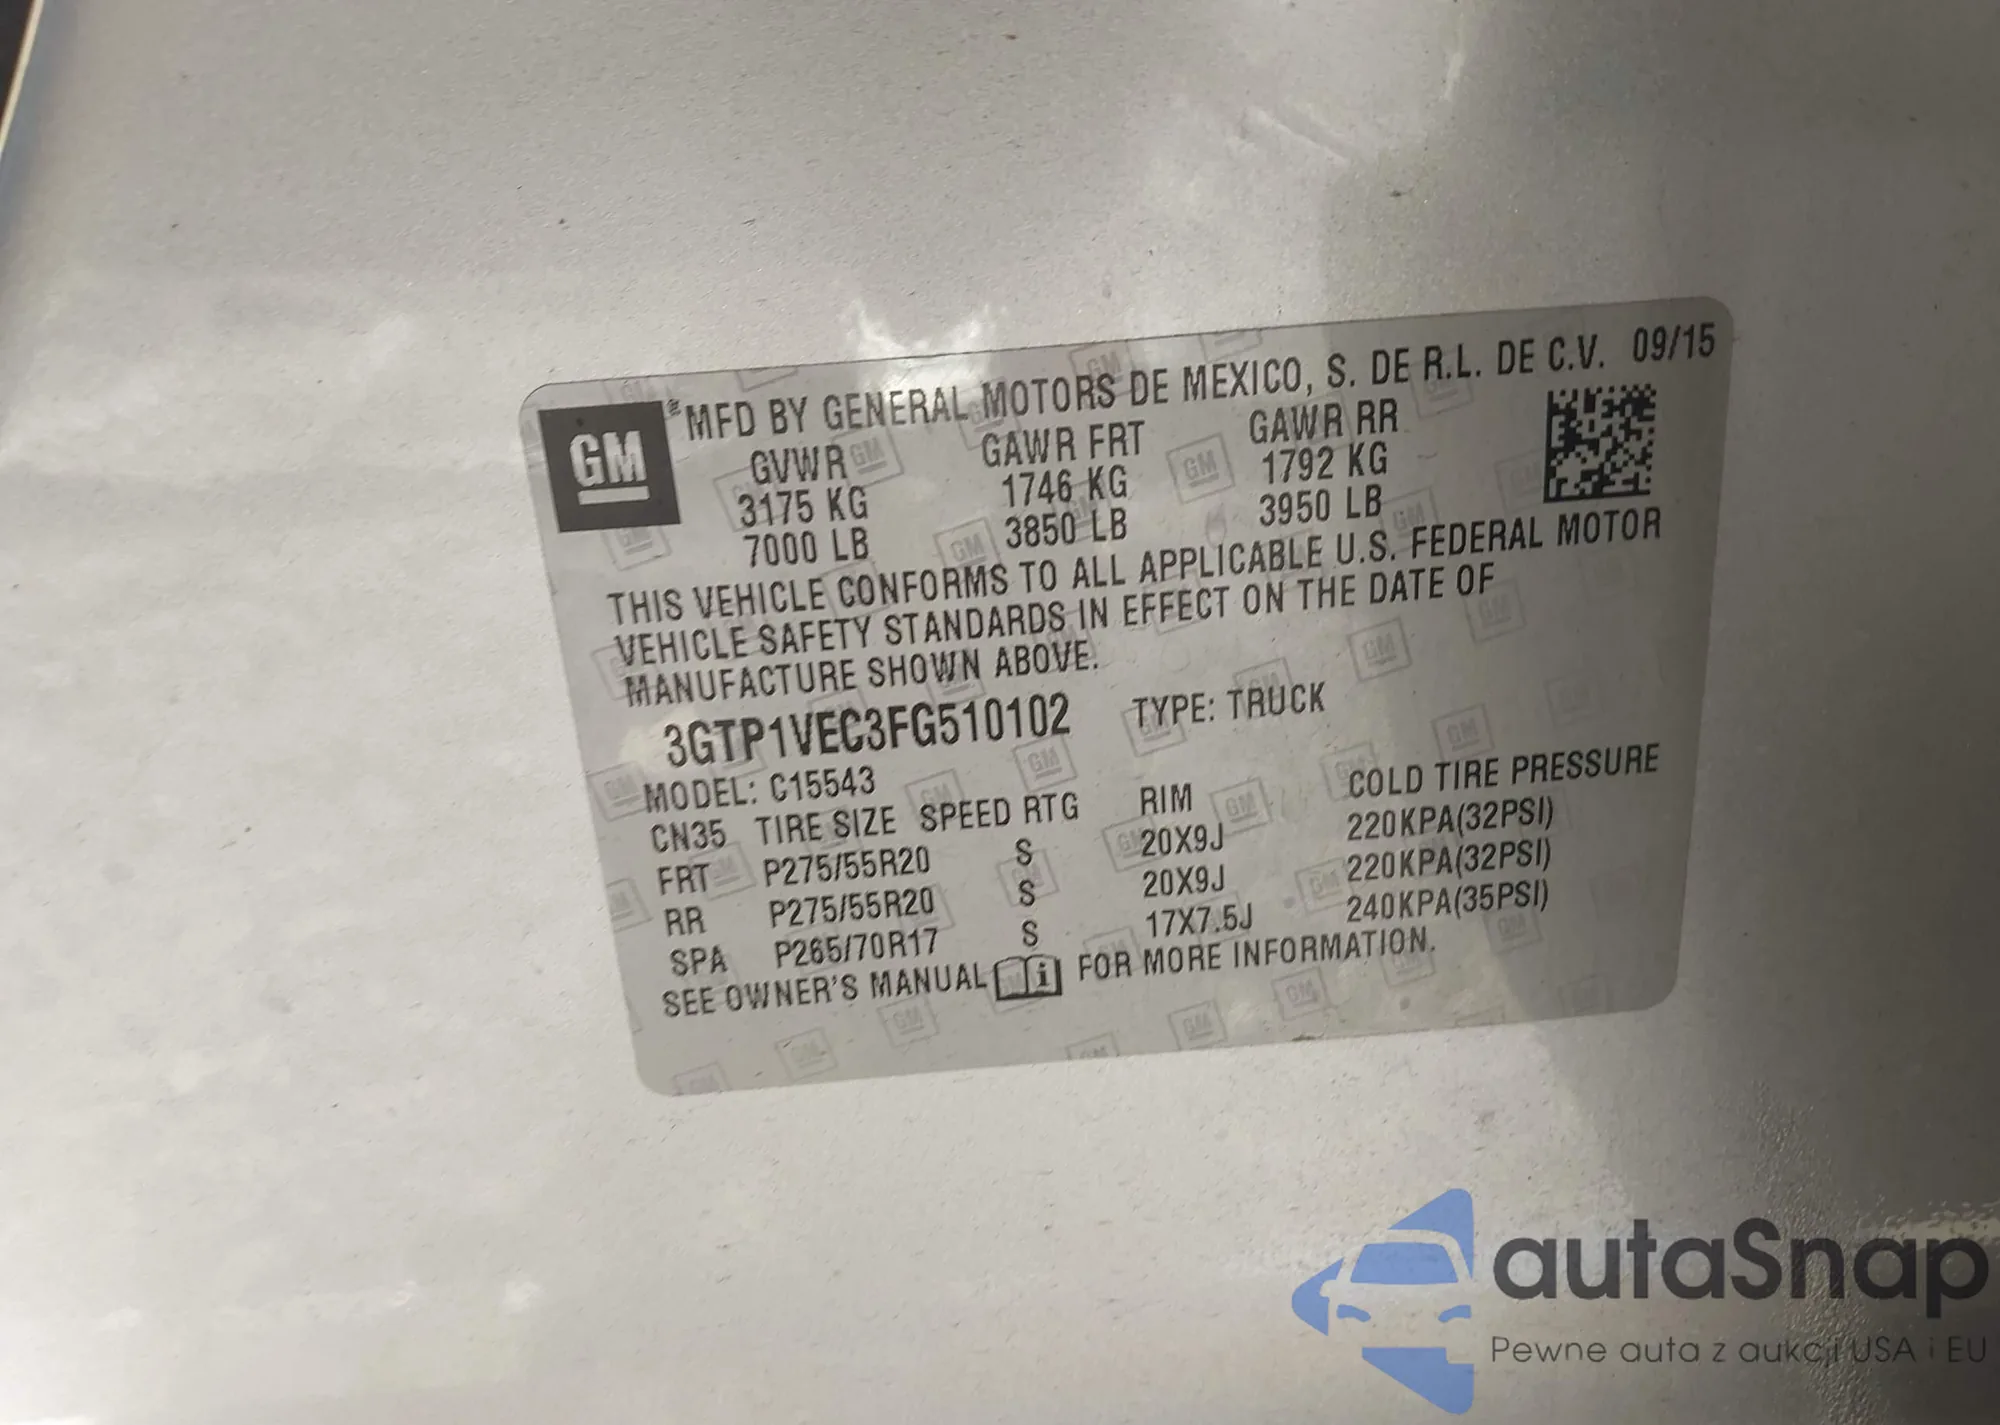 GM
MFD BY GENERAL MOTORS DE MEXICO, S. DE R.L. DE C.V. 09/15
GVWR GAWR FRT GAWR RR
3175 KG 1746 KG 1792 KG
7000 LB 3850 LB 3950 LB
THIS VEHICLE CONFORMS TO ALL APPLICABLE U.S. FEDERAL MOTOR
VEHICLE SAFETY STANDARDS IN EFFECT ON THE DATE OF
MANUFACTURE SHOWN ABOVE.
3GTP1VEC3FG510102 TYPE: TRUCK
MODEL: C15543
CN35 TIRE SIZE SPEED RTG RIM COLD TIRE PRESSURE
FRT P275/55R20 S 20X9J 220KPA(32PSI)
RR P275/55R20 S 20X9J 220KPA(32PSI)
SPA P265/70R17 S 17X7.5J 240KPA(35PSI)
SEE OWNER'S MANUAL i FOR MORE INFORMATION.
autaSnap
Pewne auta z aukcji USA i EU